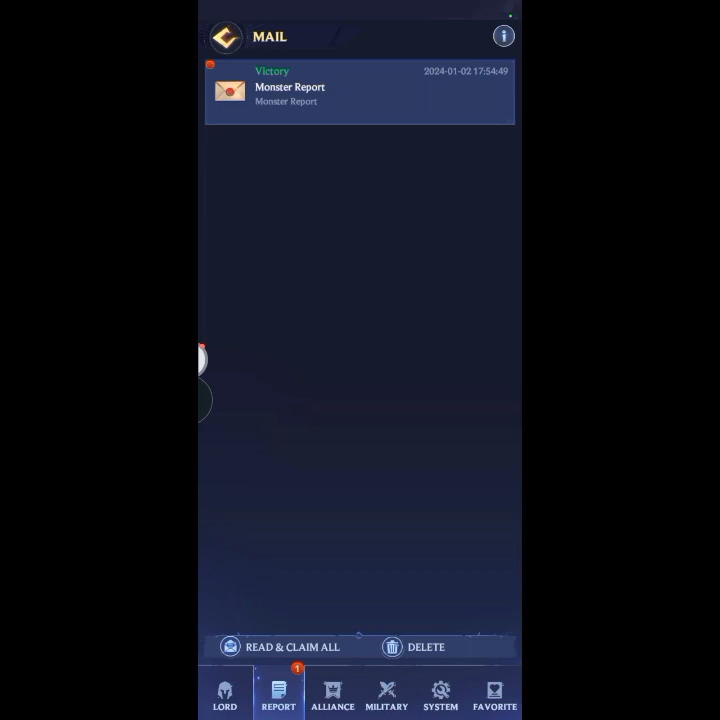 MAIL
Victory 2024-01-02 17:54:49
Monster Report
Monster Report
READ & CLAIM ALL DELETE
1
LORD REPORT ALLIANCE MILITARY SYSTEM FAVORITE